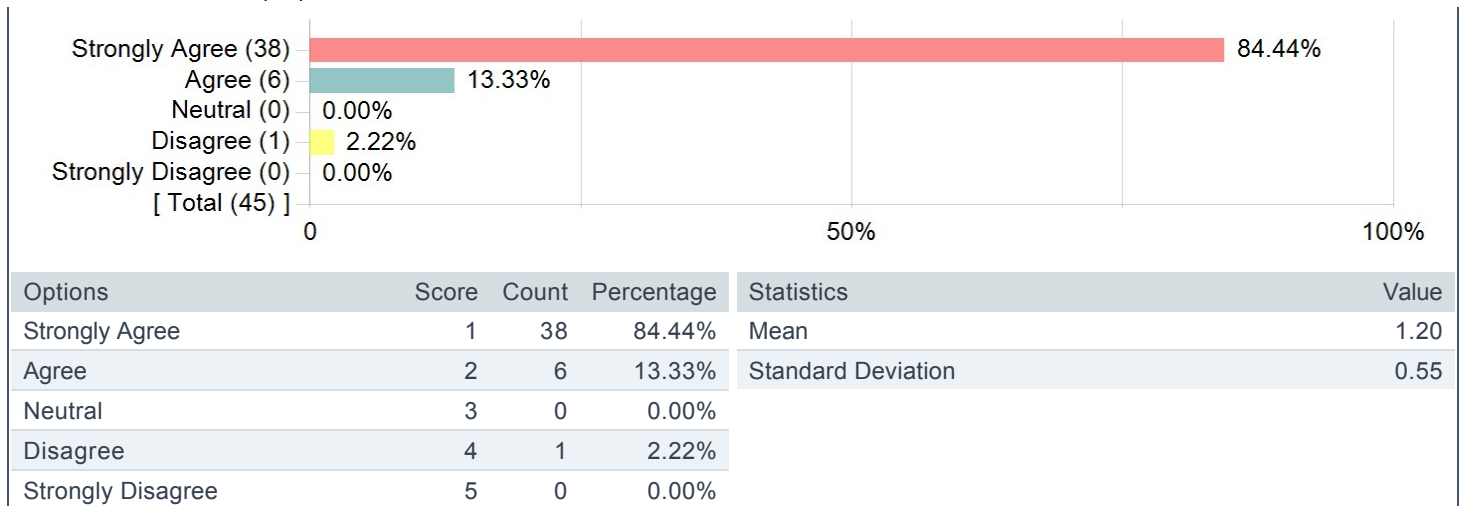 Strongly Agree (38) 84.44%
Agree (6) 13.33%
Neutral (0) 0.00%
Disagree (1) 2.22%
Strongly Disagree (0) 0.00%
[ Total (45) ]
0 50% 100%
Options Score Count Percentage
Strongly Agree 1 38 84.44%
Agree 2 6 13.33%
Neutral 3 0 0.00%
Disagree 4 1 2.22%
Strongly Disagree 5 0 0.00%
Statistics Value
Mean 1.20
Standard Deviation 0.55